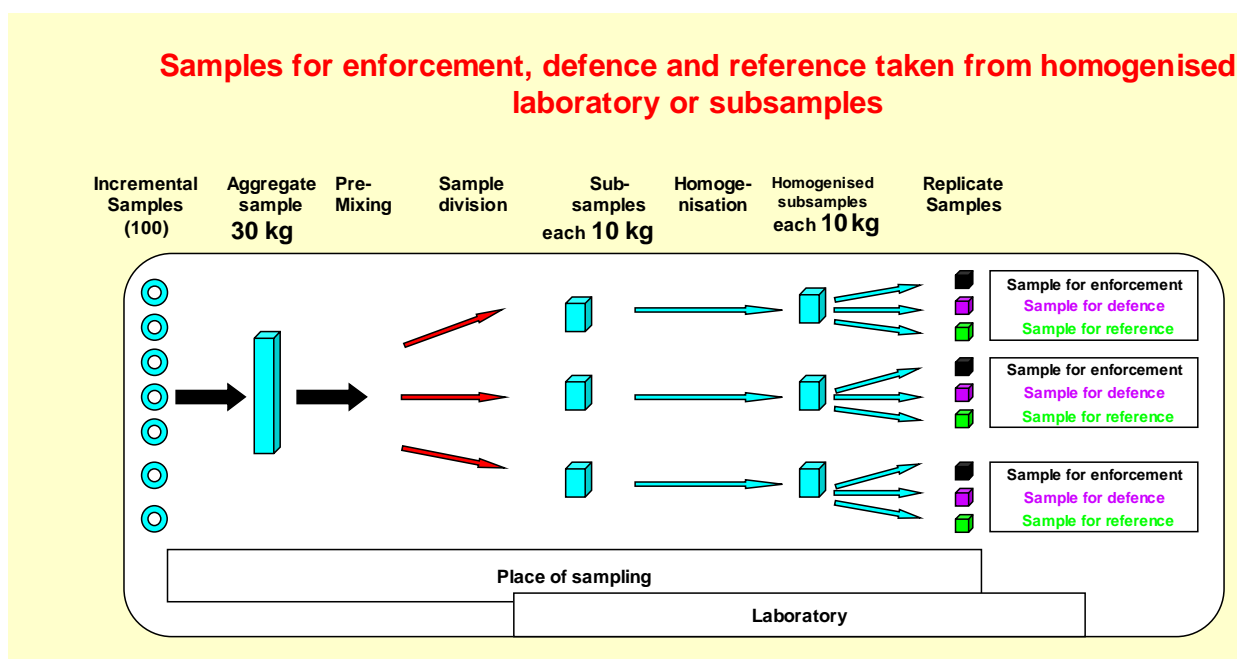 Samples for enforcement, defence and reference taken from homogenised
laboratory or subsamples
Incremental
Samples
(100)
Aggregate
sample
30 kg
Pre-
Mixing
Sample
division
Sub-
samples
each 10 kg
Homoge-
nisation
Homogenised
subsamples
each 10 kg
Replicate
Samples
Sample for enforcement
Sample for defence
Sample for reference
Sample for enforcement
Sample for defence
Sample for reference
Sample for enforcement
Sample for defence
Sample for reference
Place of sampling
Laboratory